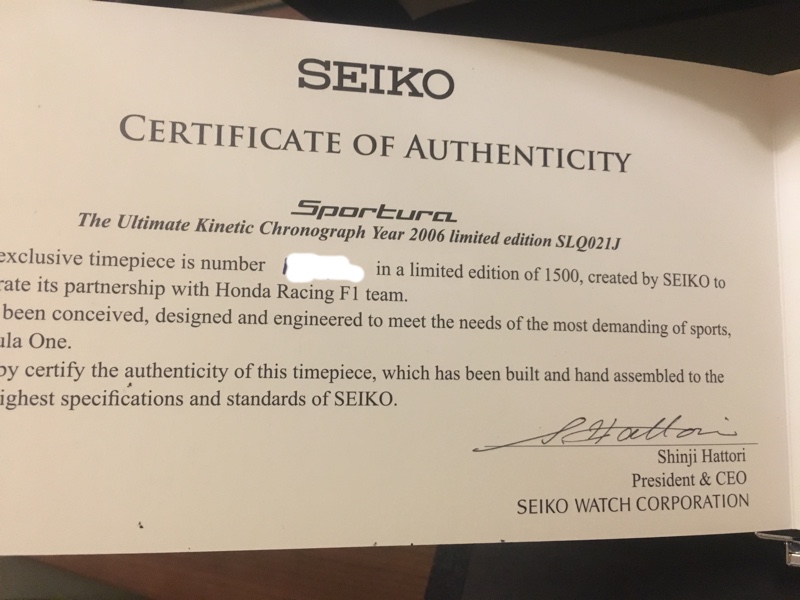 SEIKO
CERTIFICATE OF AUTHENTICITY
Sportura
The Ultimate Kinetic Chronograph Year 2006 limited edition SLQ021J
exclusive timepiece is number in a limited edition of 1500, created by SEIKO to
rate its partnership with Honda Racing F1 team.
been conceived, designed and engineered to meet the needs of the most demanding of sports,
ula One.
by certify the authenticity of this timepiece, which has been built and hand assembled to the
ighest specifications and standards of SEIKO.
S. Hattori
Shinji Hattori
President & CEO
SEIKO WATCH CORPORATION